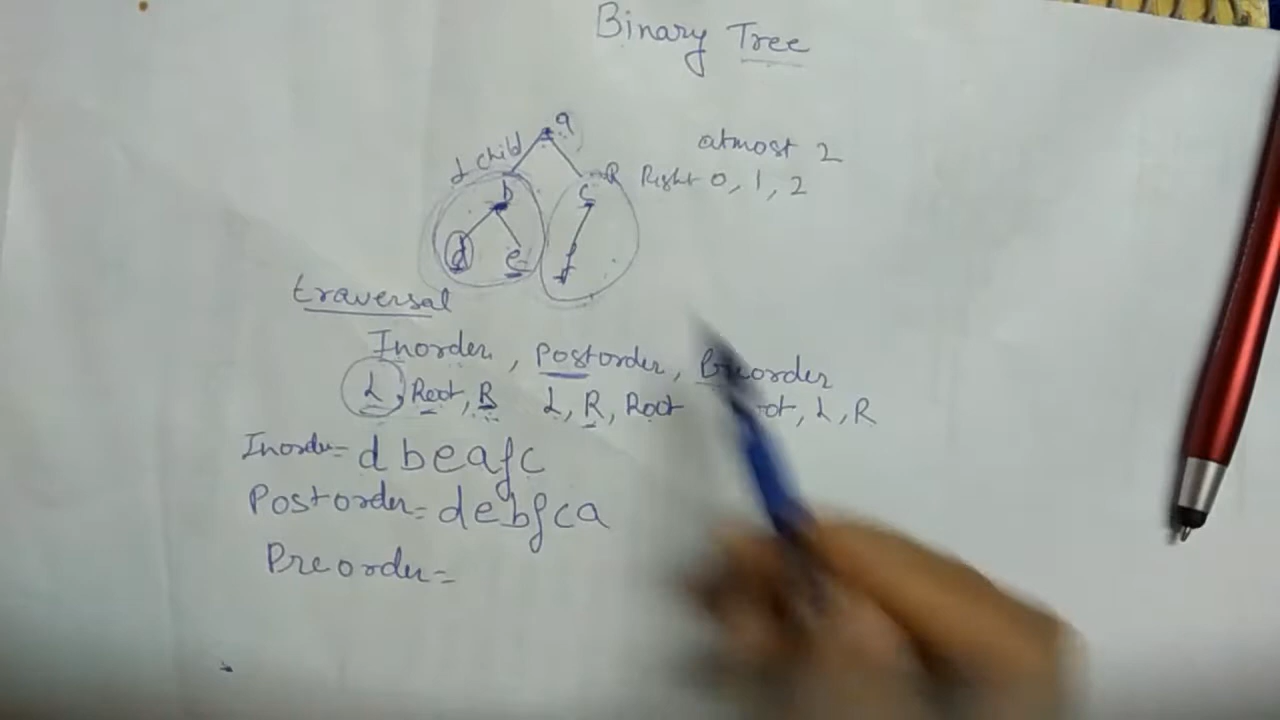 Binary Tree
a
L child
atmost 2
b
c
R Right 0, 1, 2
d
e
f
traversal
Inorder, Postorder, Preorder
L, Root, R L, R, Root L, R
Inorder= d b e a f c
Postorder= d e b f c a
Preorder=